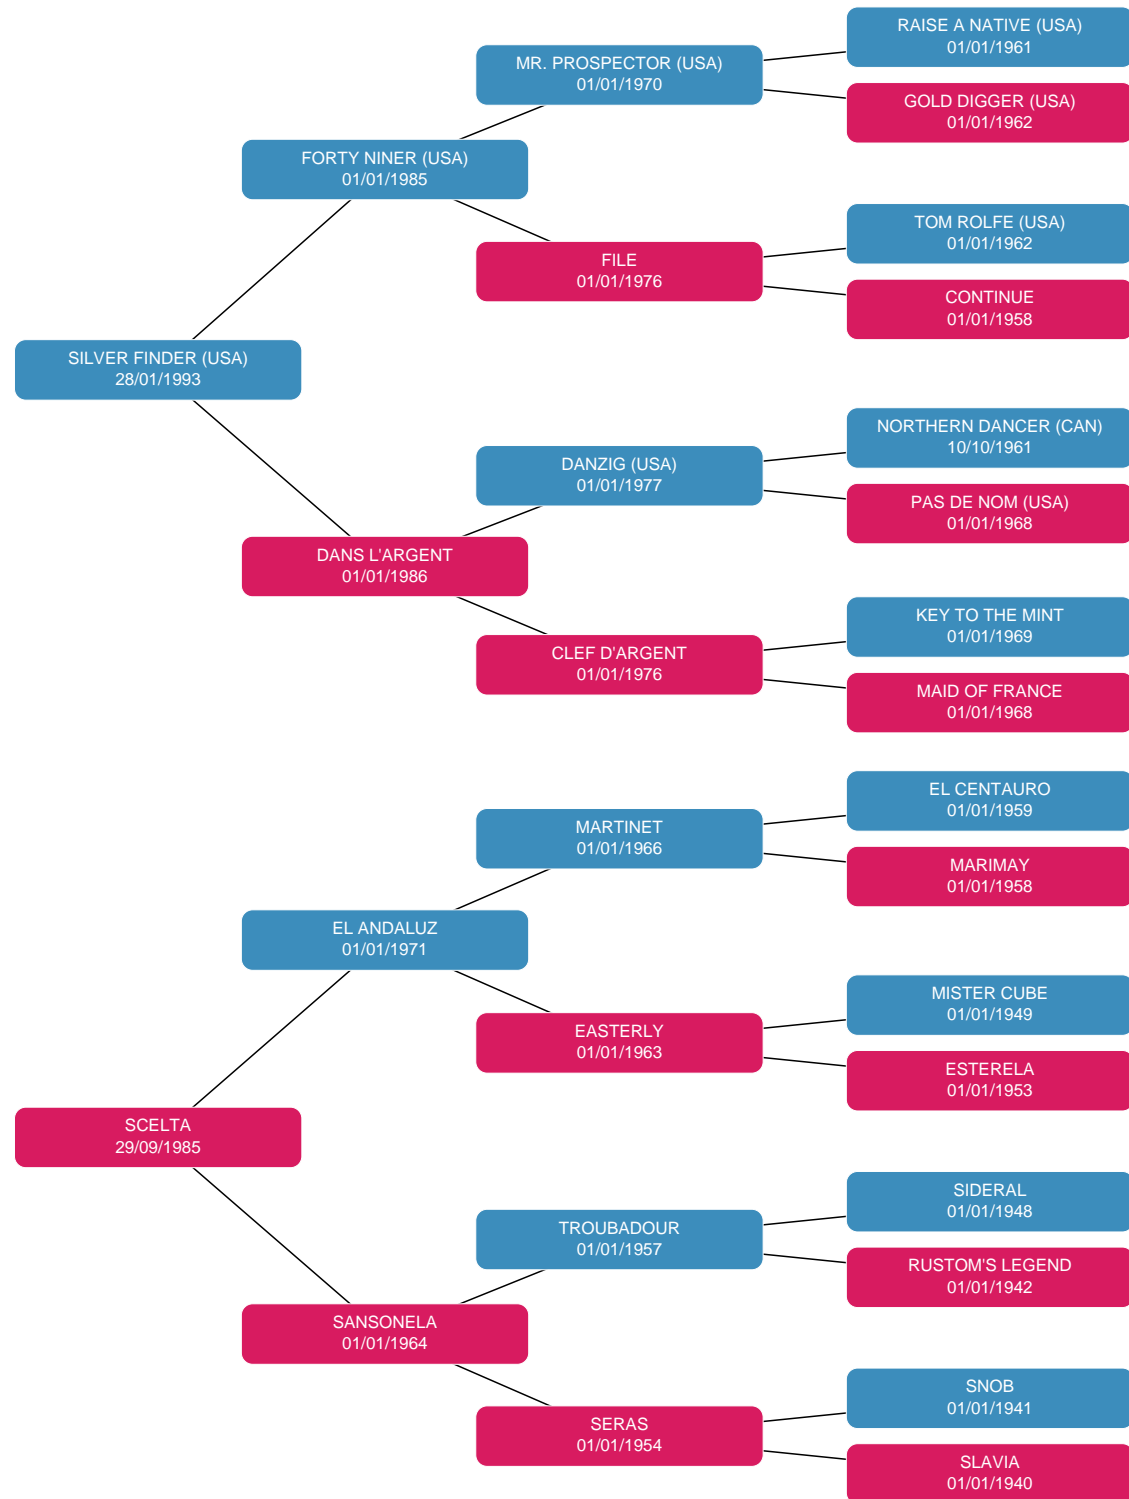 RAISE A NATIVE (USA)
01/01/1961
MR. PROSPECTOR (USA)
01/01/1970
GOLD DIGGER (USA)
01/01/1962
FORTY NINER (USA)
01/01/1985
TOM ROLFE (USA)
01/01/1962
FILE
01/01/1976
CONTINUE
01/01/1958
SILVER FINDER (USA)
28/01/1993
NORTHERN DANCER (CAN)
10/10/1961
DANZIG (USA)
01/01/1977
PAS DE NOM (USA)
01/01/1968
DANS L'ARGENT
01/01/1986
KEY TO THE MINT
01/01/1969
CLEF D'ARGENT
01/01/1976
MAID OF FRANCE
01/01/1968
EL CENTAURO
01/01/1959
MARTINET
01/01/1966
MARIMAY
01/01/1958
EL ANDALUZ
01/01/1971
MISTER CUBE
01/01/1949
EASTERLY
01/01/1963
ESTERELA
01/01/1953
SCELTA
29/09/1985
SIDERAL
01/01/1948
TROUBADOUR
01/01/1957
RUSTOM'S LEGEND
01/01/1942
SANSONELA
01/01/1964
SNOB
01/01/1941
SERAS
01/01/1954
SLAVIA
01/01/1940